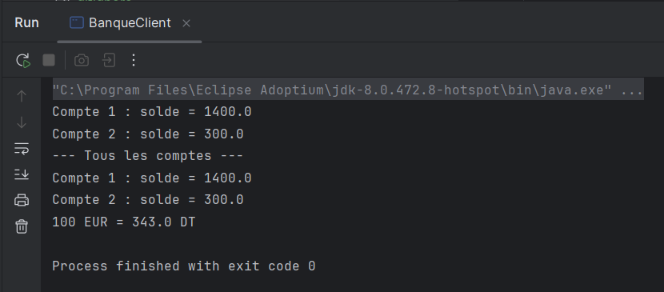 Run
BanqueClient
"C:\Program Files\Eclipse Adoptium\jdk-8.0.472.8-hotspot\bin\java.exe" ...
Compte 1 : solde = 1400.0
Compte 2 : solde = 300.0
--- Tous les comptes ---
Compte 1 : solde = 1400.0
Compte 2 : solde = 300.0
100 EUR = 343.0 DT
Process finished with exit code 0